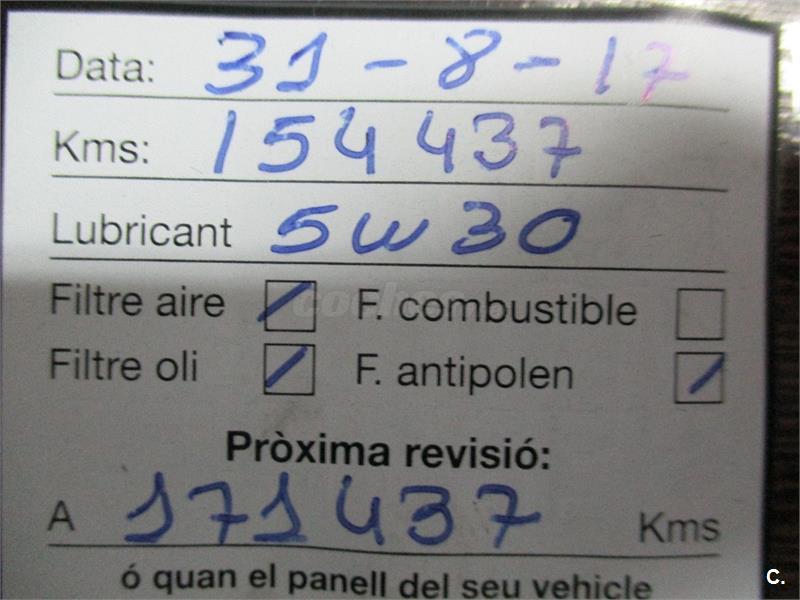 Data: 31-8-17
Kms: 154437
Lubricant 5W30
Filtre aire F. combustible
Filtre oli F. antipolen
Pròxima revisió:
A 171437 Kms
ó quan el panell del seu vehicle
C.